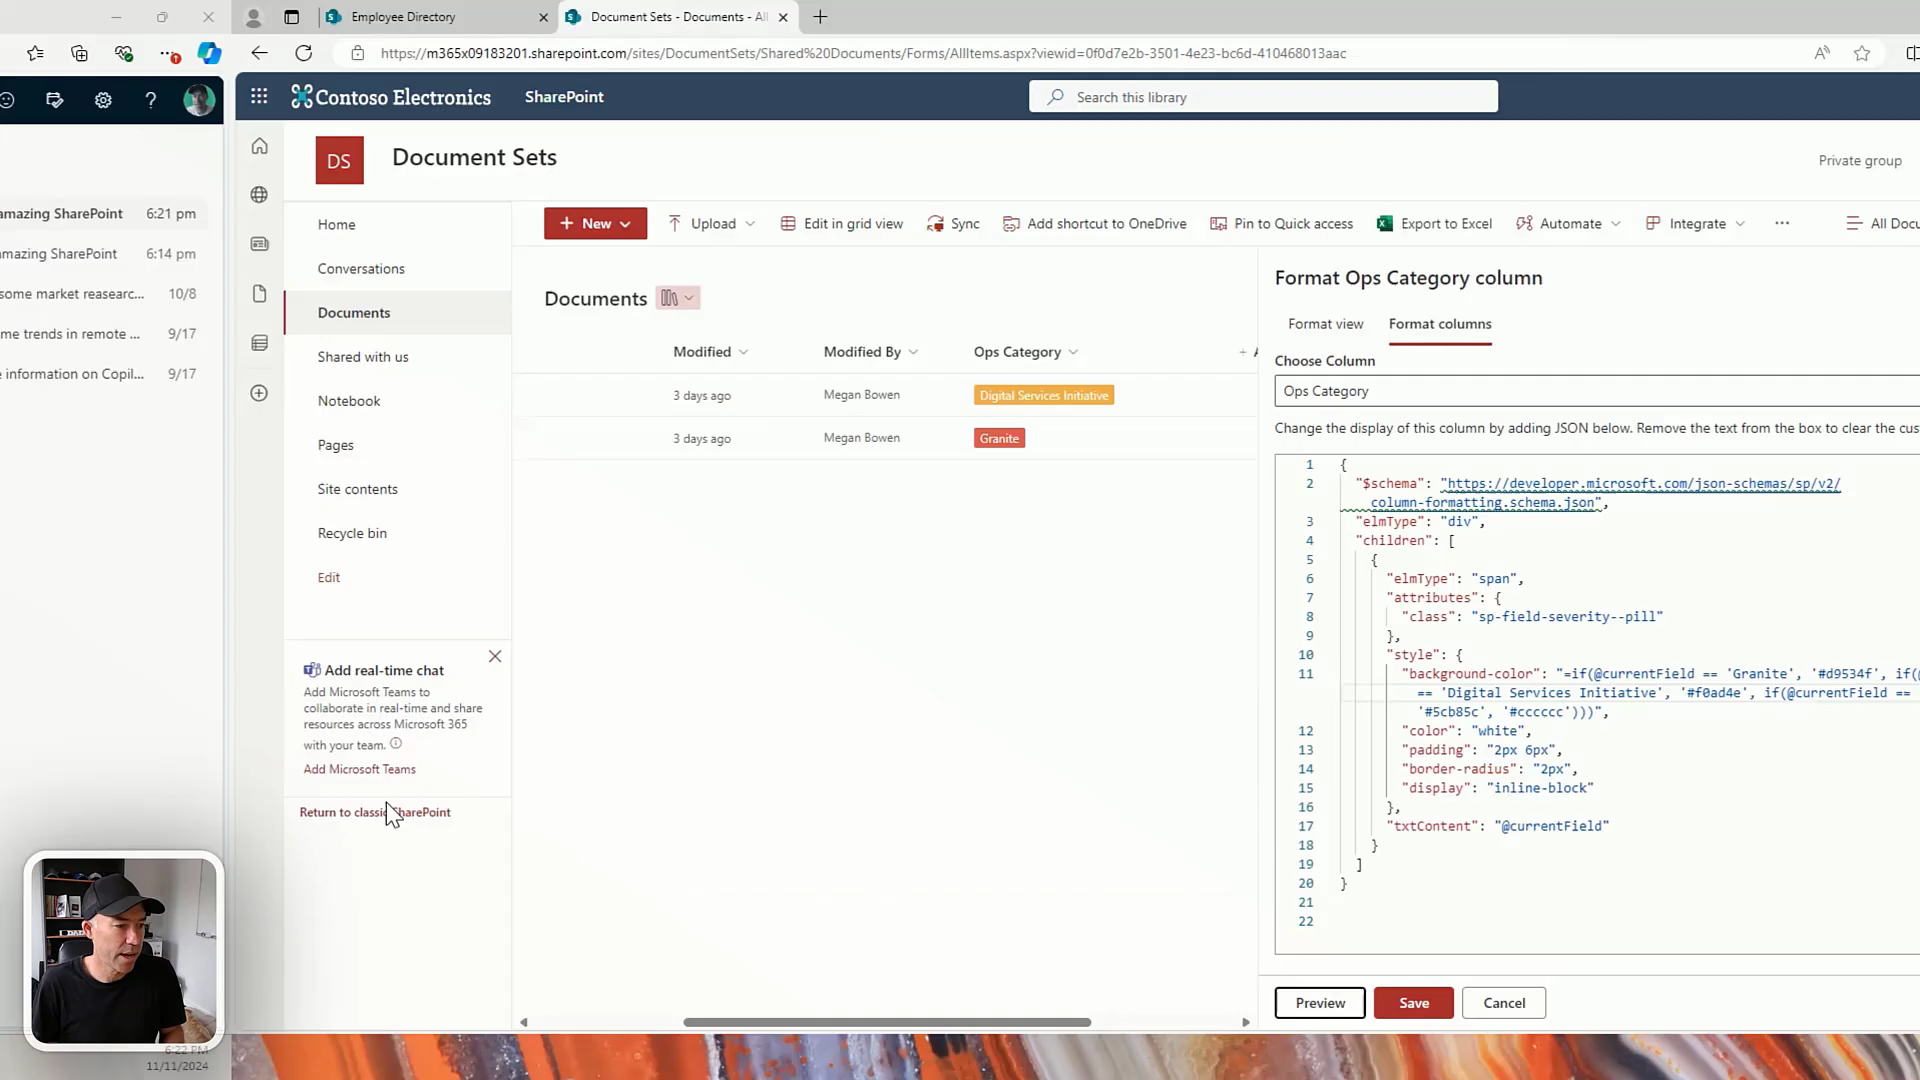 Employee Directory
Document Sets - Documents - Al
https://m365x09183201.sharepoint.com/sites/DocumentSets/Shared%20Documents/Forms/AllItems.aspx?viewid=0f0d7e2b-3501-4e23-bc6d-410468013aac
Contoso Electronics
SharePoint
Search this library
DS
Document Sets
Private group
amazing SharePoint 6:21 pm
amazing SharePoint 6:14 pm
some market reasearc... 10/8
me trends in remote ... 9/17
e information on Copil... 9/17
Home
Conversations
Documents
Shared with us
Notebook
Pages
Site contents
Recycle bin
Edit
Add real-time chat
Add Microsoft Teams to
collaborate in real-time and share
resources across Microsoft 365
with your team.
Add Microsoft Teams
Return to classic SharePoint
+ New
Upload
Edit in grid view
Sync
Add shortcut to OneDrive
Pin to Quick access
Export to Excel
Automate
Integrate
...
All Docu
Documents
Modified Modified By Ops Category + A
3 days ago Megan Bowen Digital Services Initiative
3 days ago Megan Bowen Granite
Format Ops Category column
Format view Format columns
Choose Column
Ops Category
Change the display of this column by adding JSON below. Remove the text from the box to clear the cus
1 {
2 "$schema": "https://developer.microsoft.com/json-schemas/sp/v2/
column-formatting.schema.json",
3 "elmType": "div",
4 "children": [
5 {
6 "elmType": "span",
7 "attributes": {
8 "class": "sp-field-severity--pill"
9 },
10 "style": {
11 "background-color": "=if(@currentField == 'Granite', '#d9534f', if(@
== 'Digital Services Initiative', '#f0ad4e', if(@currentField ==
'#5cb85c', '#cccccc')))",
12 "color": "white",
13 "padding": "2px 6px",
14 "border-radius": "2px",
15 "display": "inline-block"
16 },
17 "txtContent": "@currentField"
18 }
19 ]
20 }
21
22
Preview Save Cancel
6:22 PM
11/11/2024